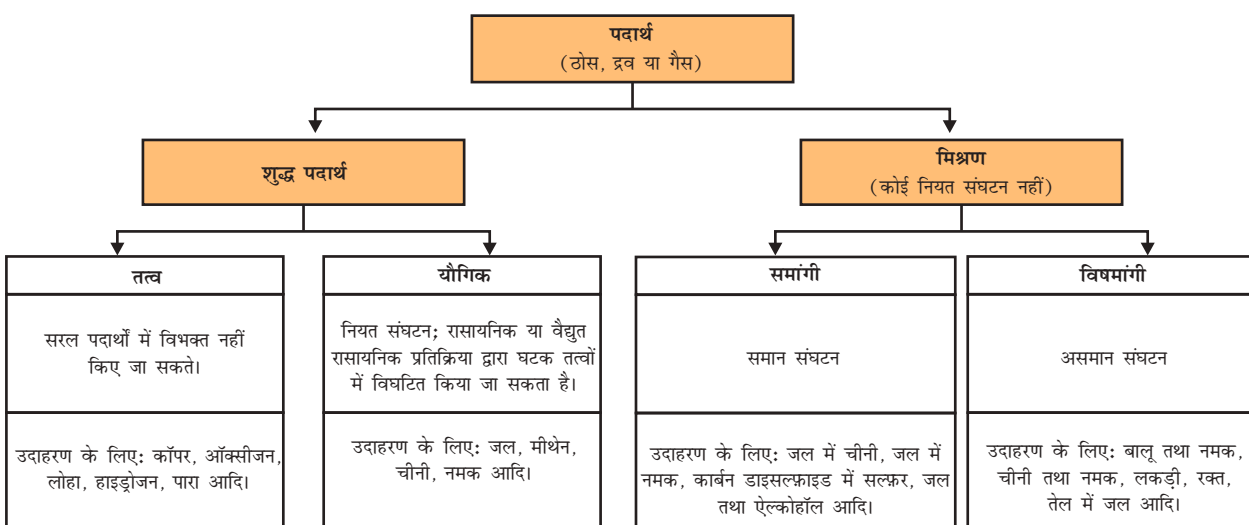 पदार्थ
(ठोस, द्रव या गैस)
शुद्ध पदार्थ
मिश्रण
(कोई नियत संघटन नहीं)
तत्व
सरल पदार्थों में विभक्त नहीं
किए जा सकते।
उदाहरण के लिए: कॉपर, ऑक्सीजन,
लोहा, हाइड्रोजन, पारा आदि।
यौगिक
नियत संघटन; रासायनिक या वैद्युत
रासायनिक प्रतिक्रिया द्वारा घटक तत्वों
में विघटित किया जा सकता है।
उदाहरण के लिए: जल, मीथेन,
चीनी, नमक आदि।
समांगी
समान संघटन
उदाहरण के लिए: जल में चीनी, जल में
नमक, कार्बन डाइसल्फ़ाइड में सल्फ़र, जल
तथा ऐल्कोहॉल आदि।
विषमांगी
असमान संघटन
उदाहरण के लिए: बालू तथा नमक,
चीनी तथा नमक, लकड़ी, रक्त,
तेल में जल आदि।